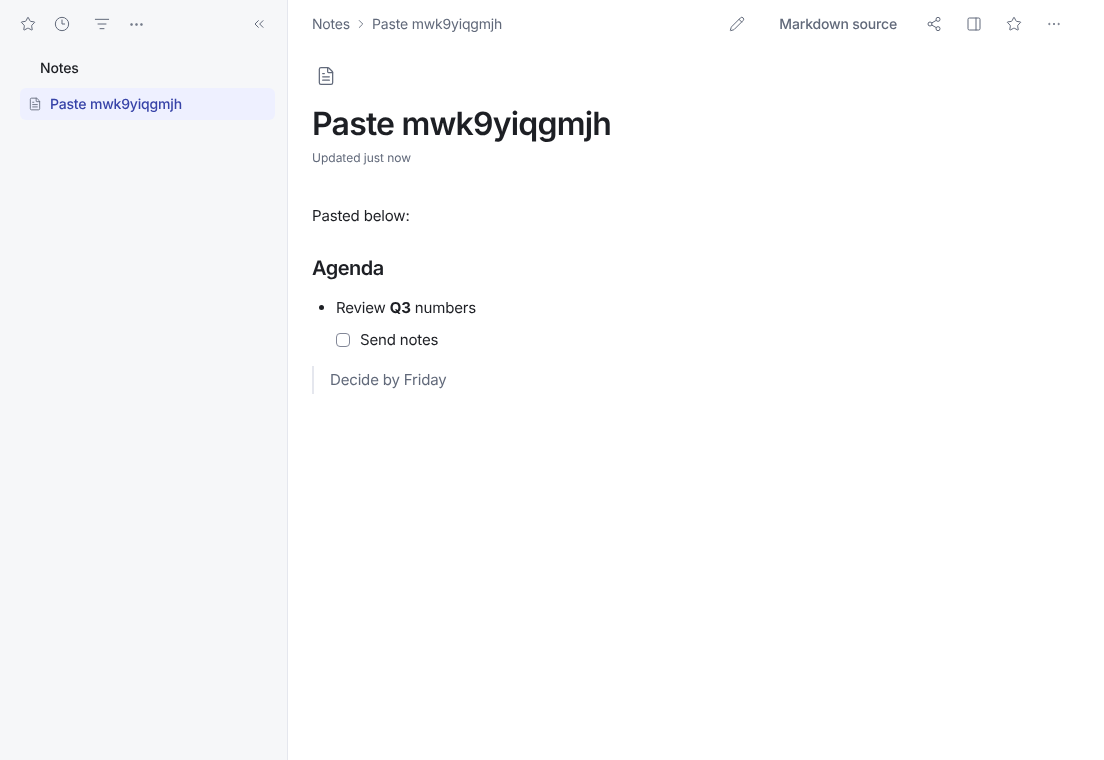 Notes
Paste mwk9yiqgmjh
Notes > Paste mwk9yiqgmjh
Markdown source
Paste mwk9yiqgmjh
Updated just now
Pasted below:
Agenda
• Review Q3 numbers
Send notes
Decide by Friday